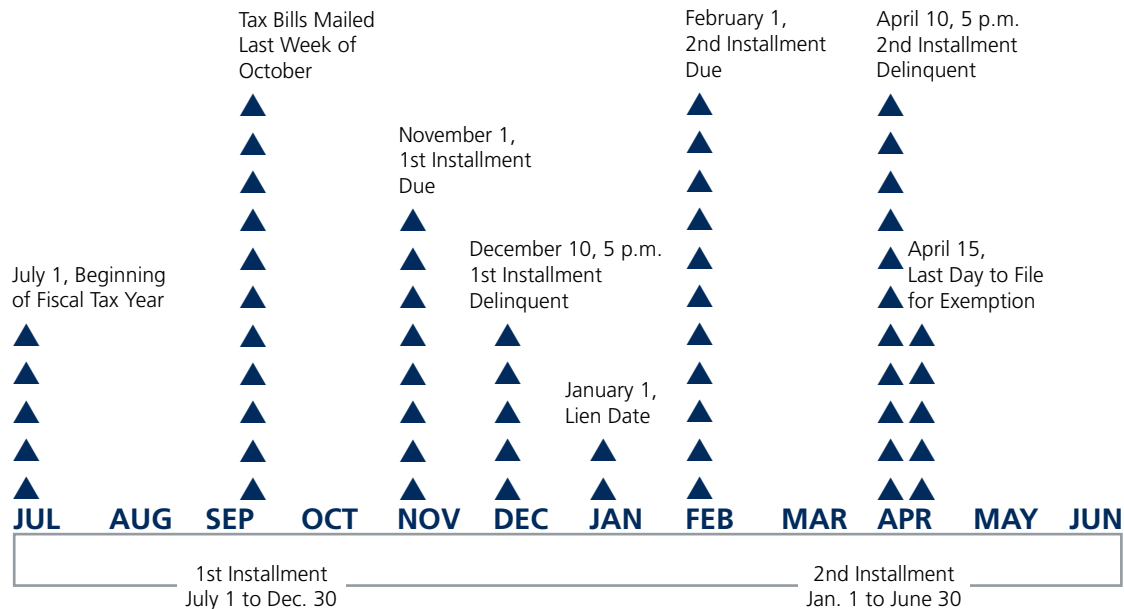 Tax Bills Mailed
Last Week of
October
February 1,
2nd Installment
Due
April 10, 5 p.m.
2nd Installment
Delinquent
November 1,
1st Installment
Due
December 10, 5 p.m.
1st Installment
Delinquent
April 15,
Last Day to File
for Exemption
July 1, Beginning
of Fiscal Tax Year
January 1,
Lien Date
JUL AUG SEP OCT NOV DEC JAN FEB MAR APR MAY JUN
1st Installment
July 1 to Dec. 30
2nd Installment
Jan. 1 to June 30